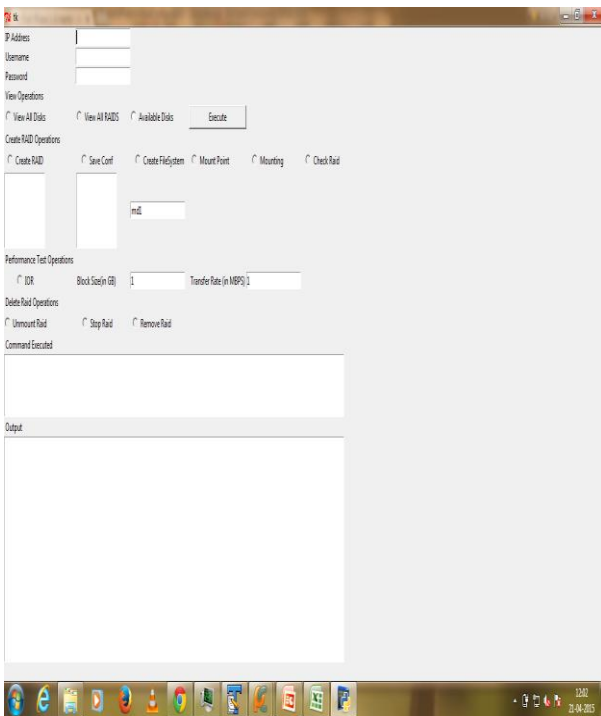 tk
IP Address
Username
Password
View Operations
View All Disks View All RAIDS Available Disks Execute
Create RAID Operations
Create RAID Save Conf Create FileSystem Mount Point Mounting Check Raid
md1
Performance Test Operations
IOR Block Size(in GB) 1 Transfer Rate (in MBPS) 1
Delete Raid Operations
Unmount Raid Stop Raid Remove Raid
Command Executed
Output
12:02
21-04-2015